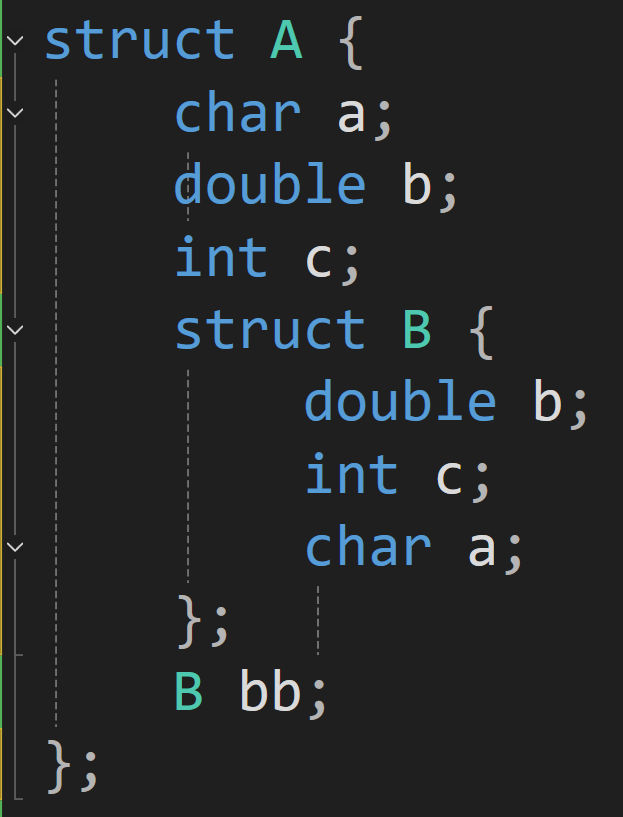 struct A {
char a;
double b;
int c;
struct B {
double b;
int c;
char a;
};
B bb;
};